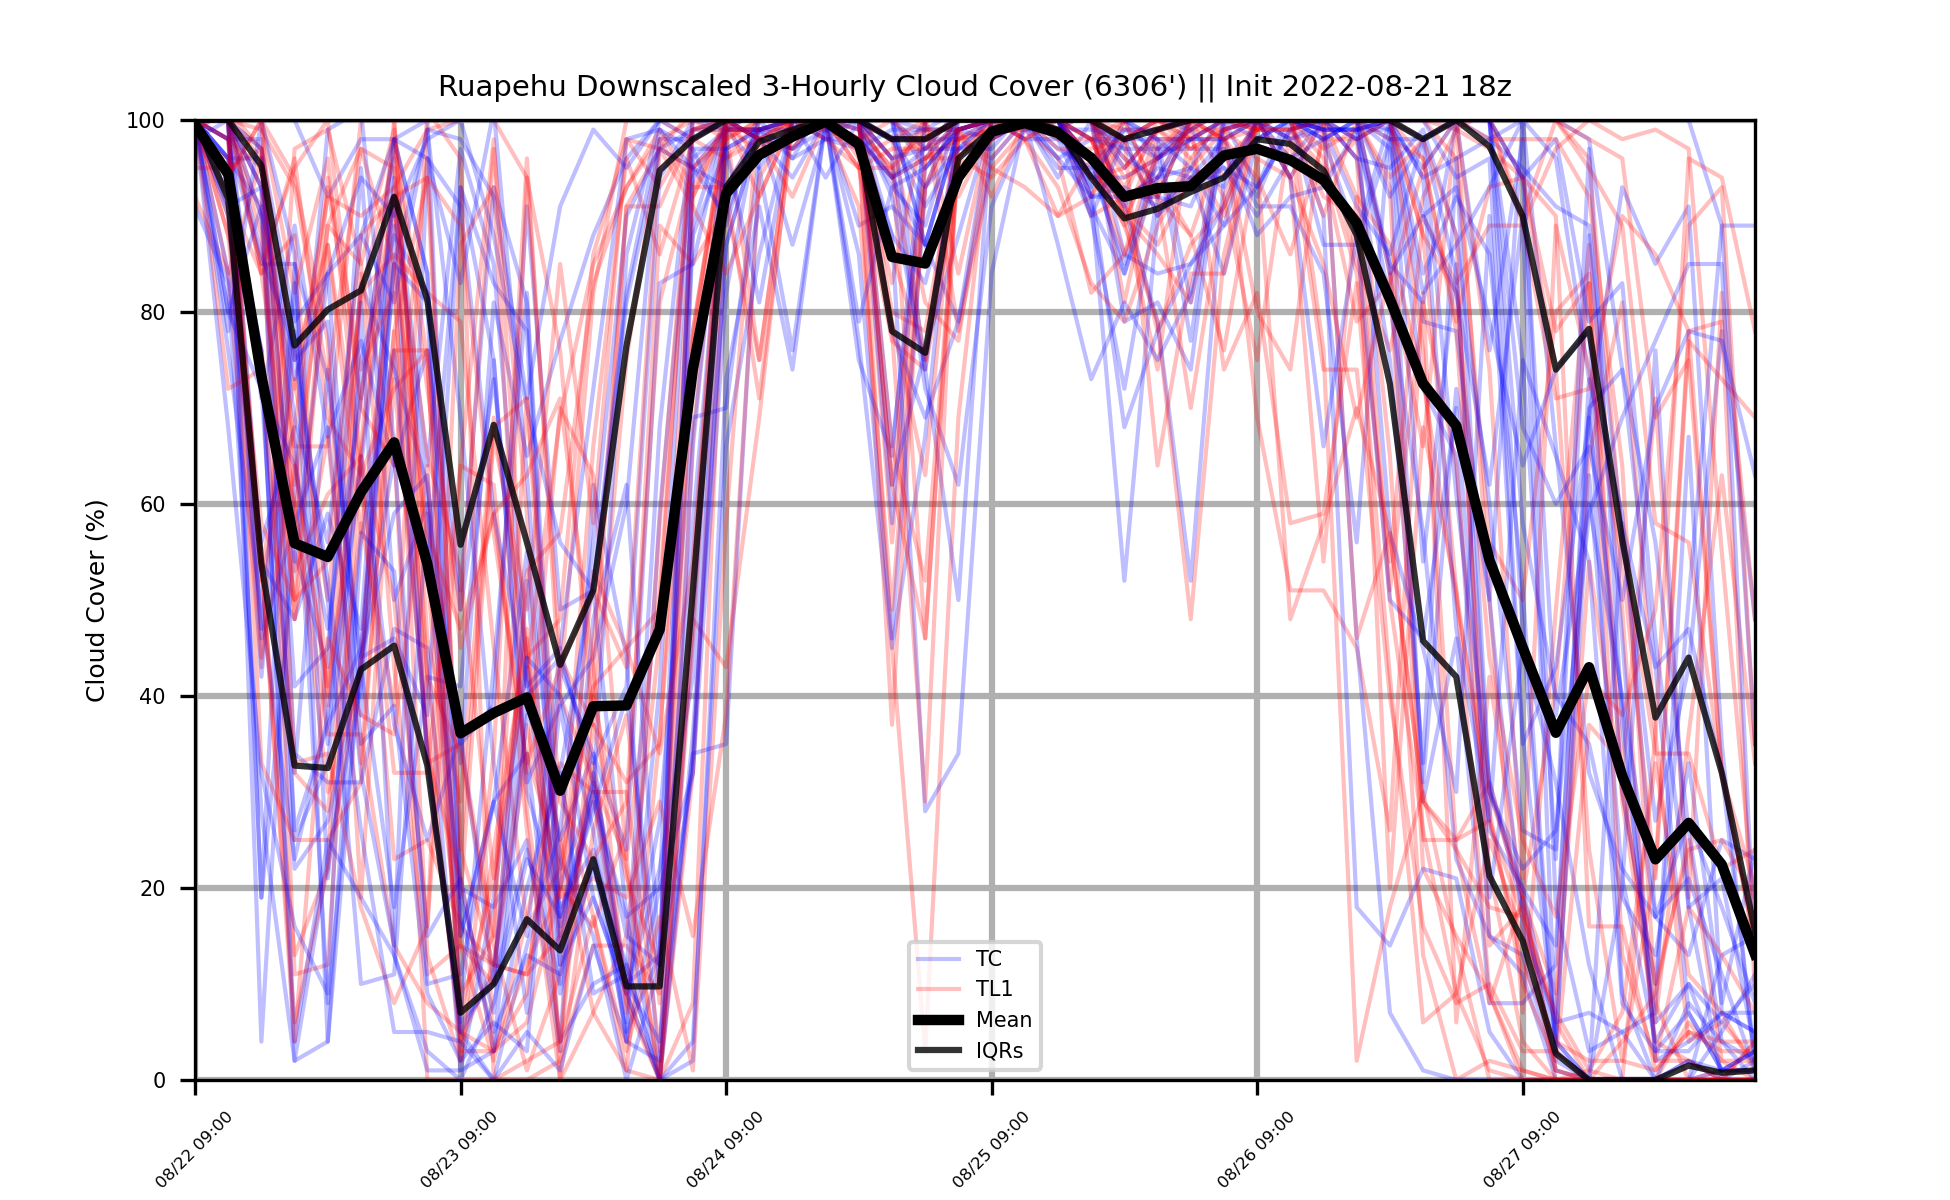 Ruapehu Downscaled 3-Hourly Cloud Cover (6306') || Init 2022-08-21 18z
Cloud Cover (%)
100
80
60
40
20
0
TC
TL1
Mean
IQRs
08/22 09:00
08/23 09:00
08/24 09:00
08/25 09:00
08/26 09:00
08/27 09:00